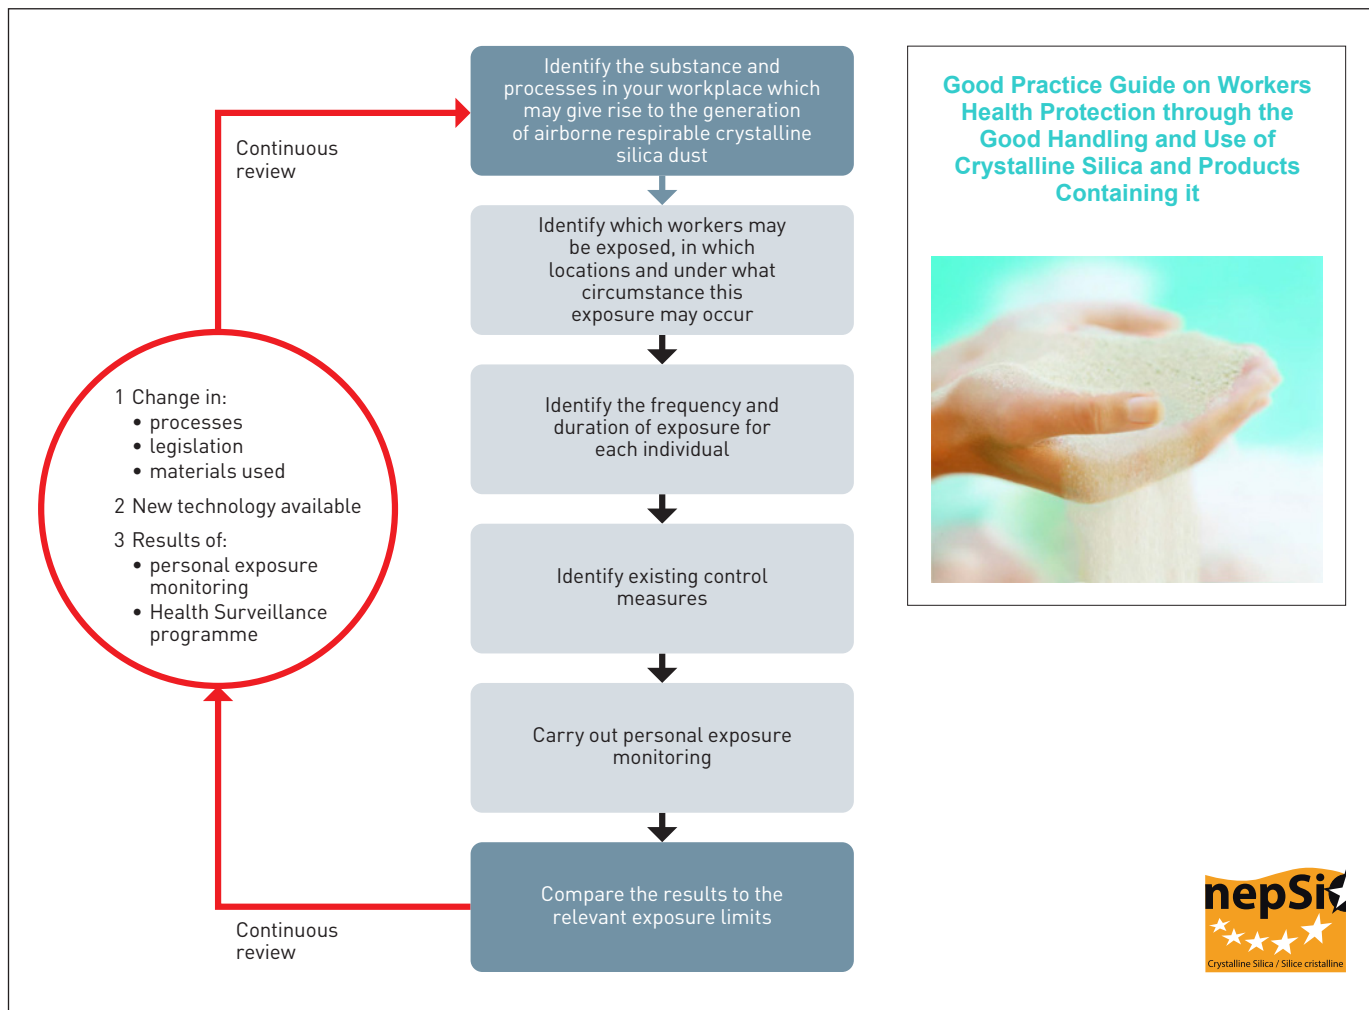 Identify the substance and
processes in your workplace which
may give rise to the generation
of airborne respirable crystalline
silica dust
Identify which workers may
be exposed, in which
locations and under what
circumstance this
exposure may occur
Identify the frequency and
duration of exposure for
each individual
Identify existing control
measures
Carry out personal exposure
monitoring
Compare the results to the
relevant exposure limits
Continuous
review
1 Change in:
• processes
• legislation
• materials used
2 New technology available
3 Results of:
• personal exposure
monitoring
• Health Surveillance
programme
Continuous
review
Good Practice Guide on Workers
Health Protection through the
Good Handling and Use of
Crystalline Silica and Products
Containing it
nepSi
Crystalline Silica / Silice cristalline